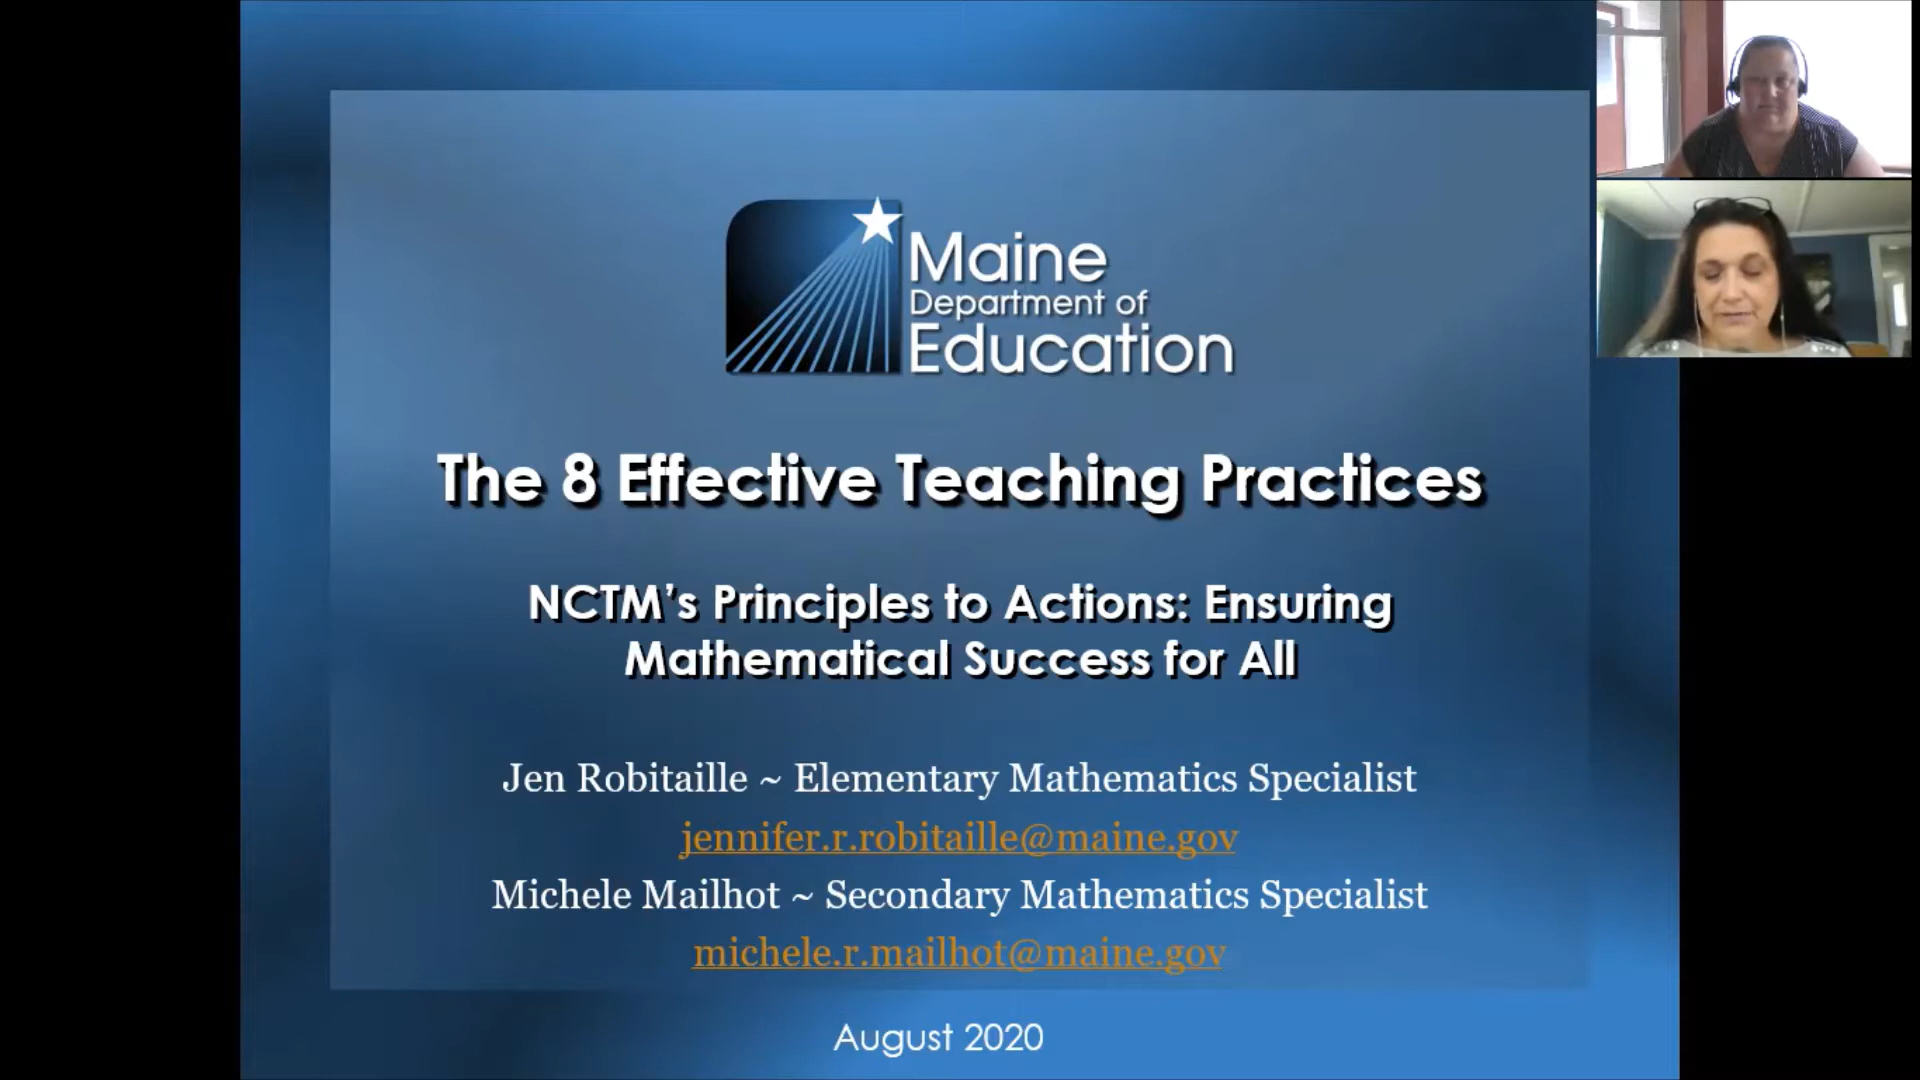 Maine
Department of
Education
The 8 Effective Teaching Practices
NCTM's Principles to Actions: Ensuring
Mathematical Success for All
Jen Robitaille ~ Elementary Mathematics Specialist
jennifer.r.robitaille@maine.gov
Michele Mailhot ~ Secondary Mathematics Specialist
michele.r.mailhot@maine.gov
August 2020